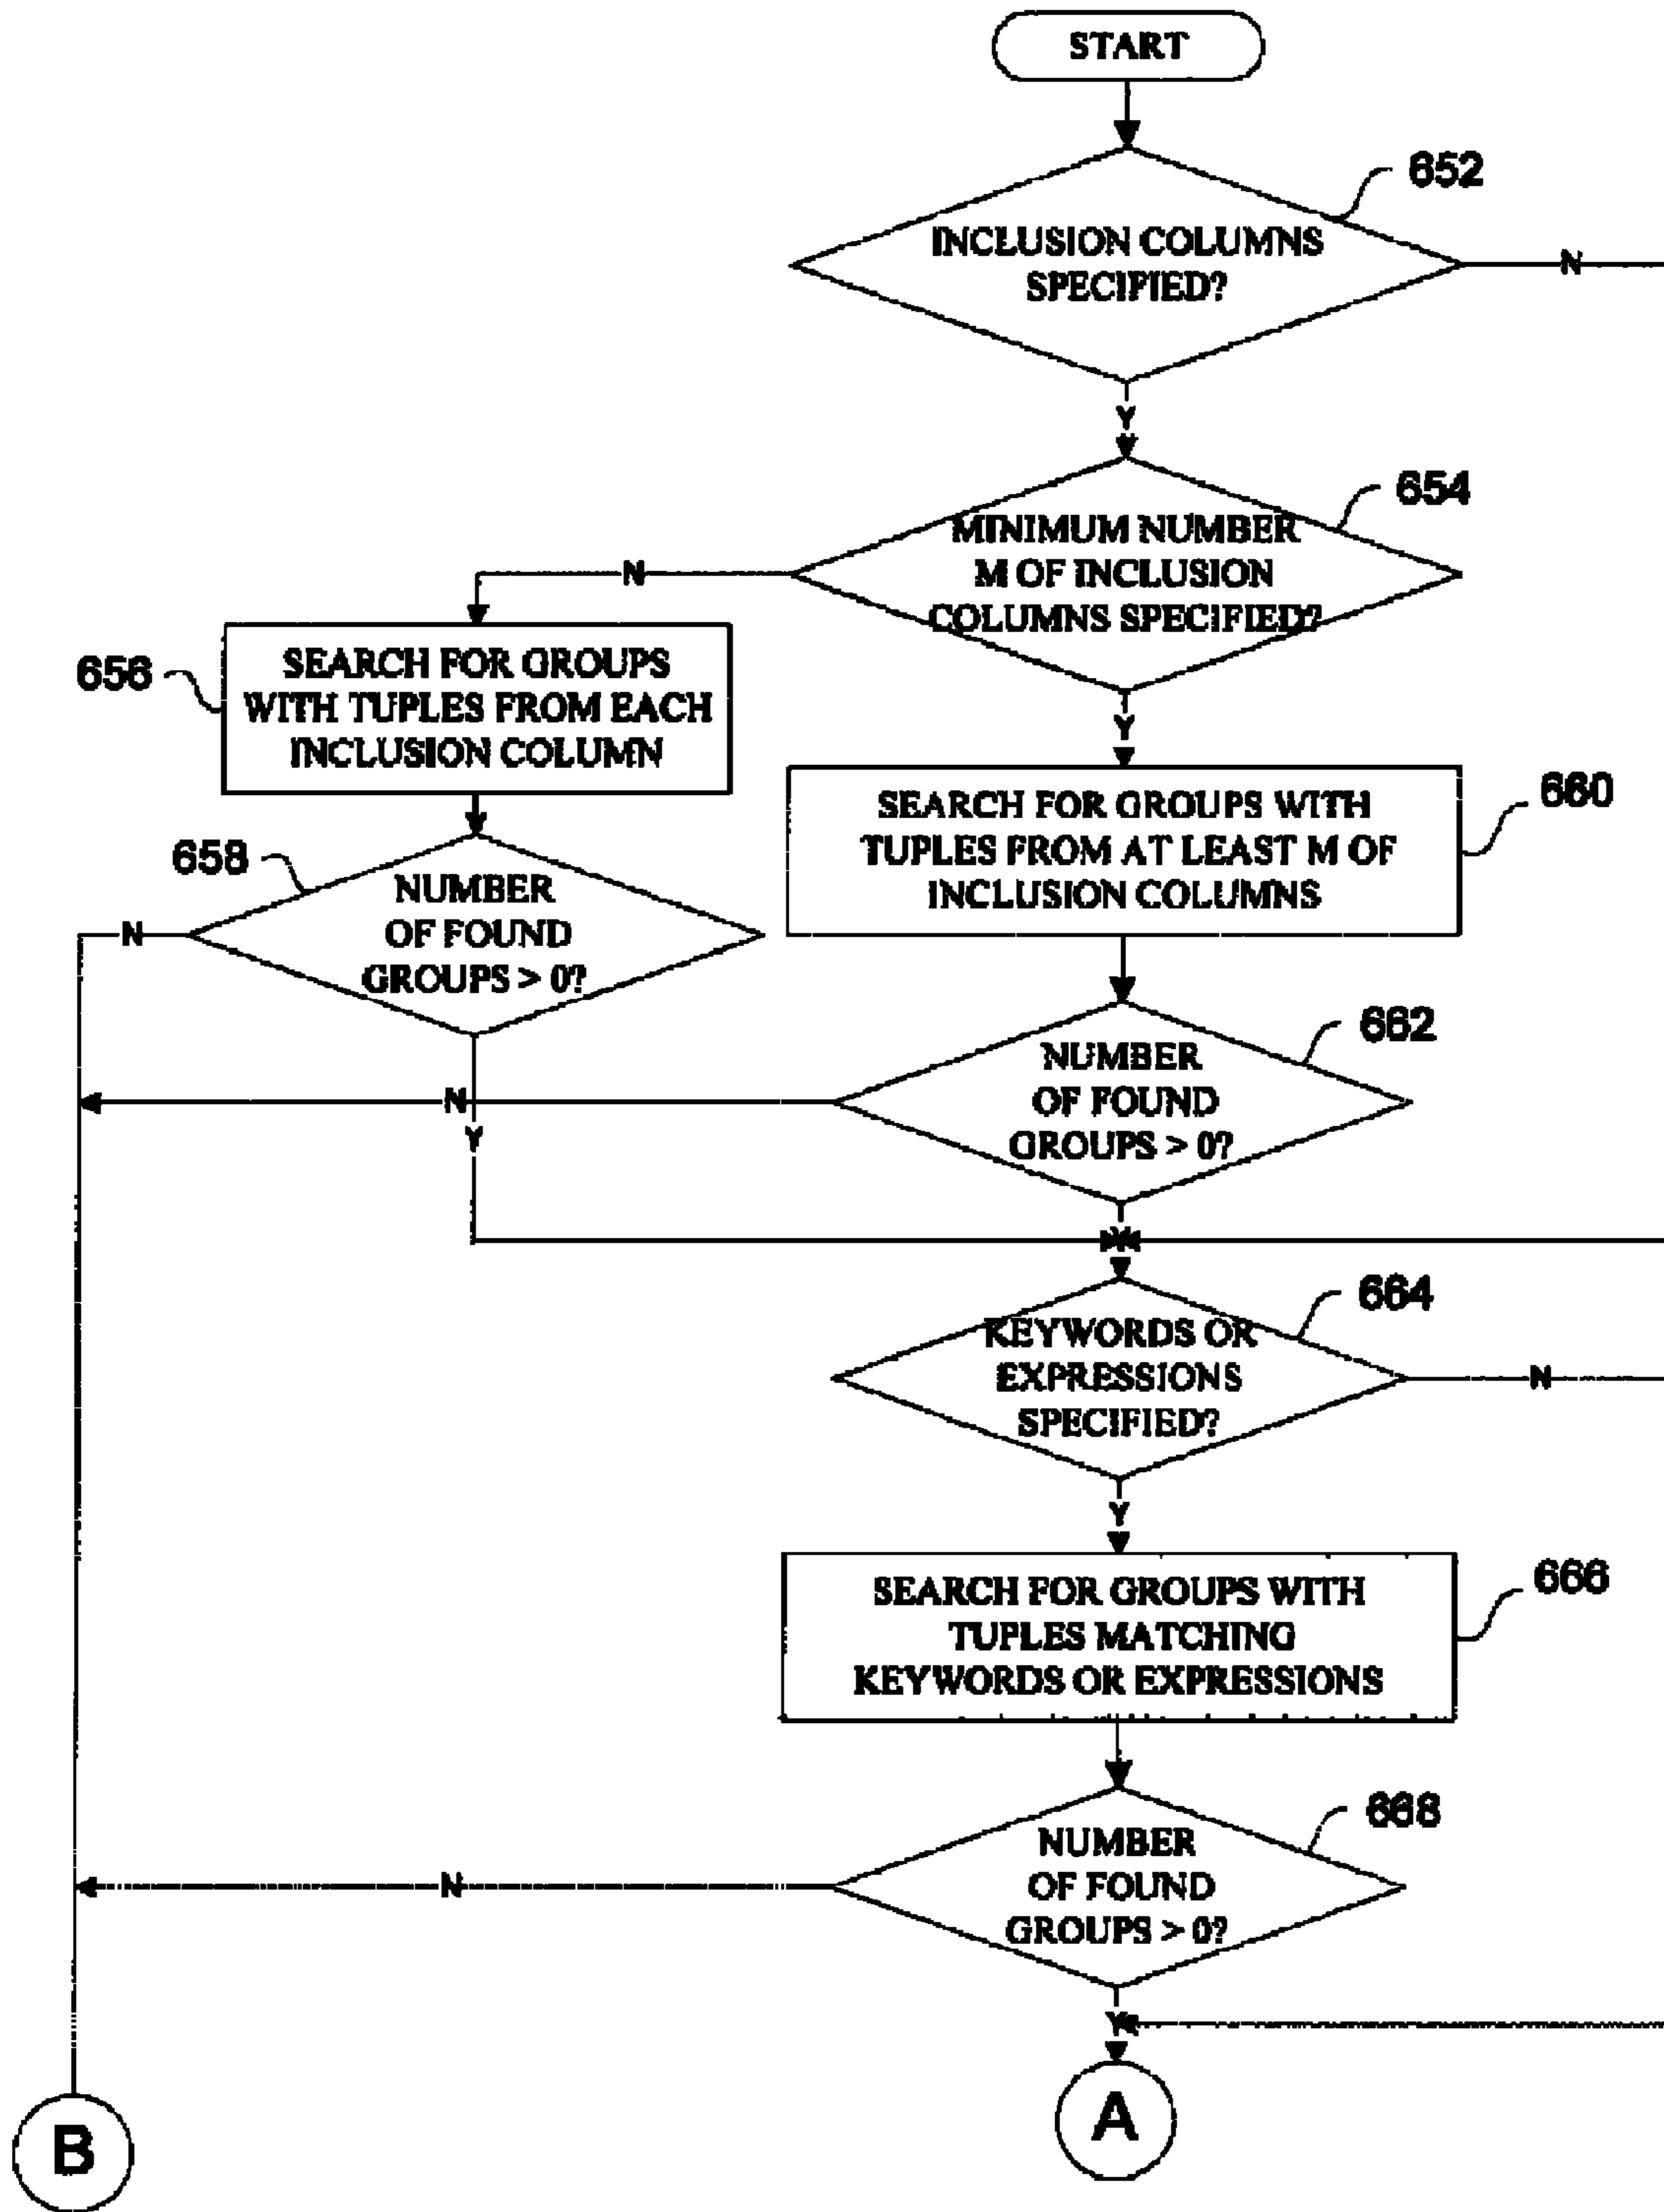 START
652
INCLUSION COLUMNS
SPECIFIED?
N
Y
654
MINIMUM NUMBER
M OF INCLUSION
COLUMNS SPECIFIED?
N
Y
656
SEARCH FOR GROUPS
WITH TUPLES FROM EACH
INCLUSION COLUMN
660
SEARCH FOR GROUPS WITH
TUPLES FROM AT LEAST M OF
INCLUSION COLUMNS
658
NUMBER
OF FOUND
GROUPS > 0?
N
Y
662
NUMBER
OF FOUND
GROUPS > 0?
N
Y
664
KEYWORDS OR
EXPRESSIONS
SPECIFIED?
N
Y
666
SEARCH FOR GROUPS WITH
TUPLES MATCHING
KEYWORDS OR EXPRESSIONS
668
NUMBER
OF FOUND
GROUPS > 0?
N
Y
B
A